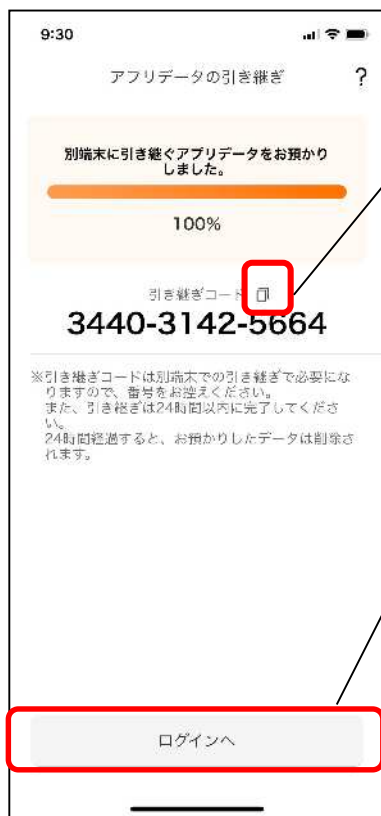 9:30
アプリデータの引き継ぎ ?
別端末に引き継ぐアプリデータをお預かり
しました。
100%
引き継ぎコード
3440-3142-5664
※引き継ぎコードは別端末での引き継ぎで必要にな
りますので、番号をお控えください。
また、引き継ぎは24時間以内に完了してくださ
い。
24時間経過すると、お預かりしたデータは削除さ
れます。
ログインへ